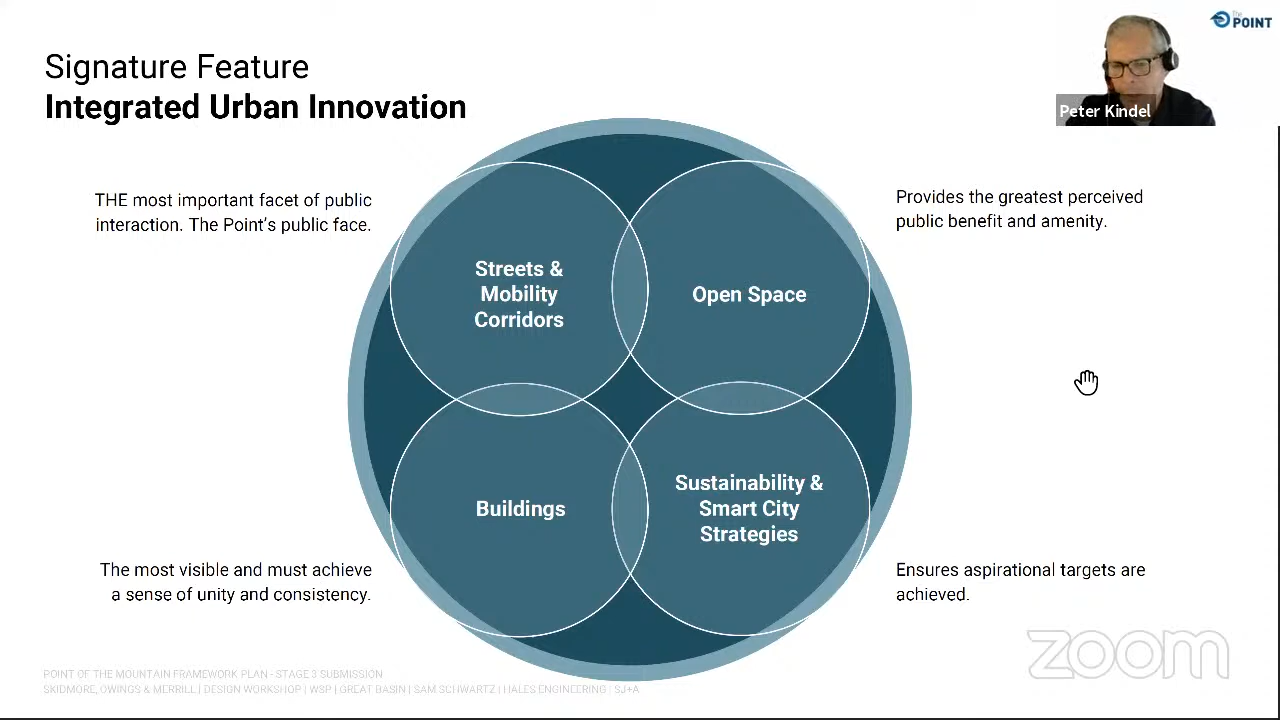 The
POINT
Signature Feature
Integrated Urban Innovation
Peter Kindel
THE most important facet of public
interaction. The Point's public face.
Provides the greatest perceived
public benefit and amenity.
Streets &
Mobility
Corridors
Open Space
Buildings
Sustainability &
Smart City
Strategies
The most visible and must achieve
a sense of unity and consistency.
Ensures aspirational targets are
achieved.
zoom
POINT OF THE MOUNTAIN FRAMEWORK PLAN - STAGE 3 SUBMISSION
SKIDMORE, OWINGS & MERRILL | DESIGN WORKSHOP | WSP | GREAT BASIN | SAM SCHWARTZ | HALES ENGINEERING | SJ+A